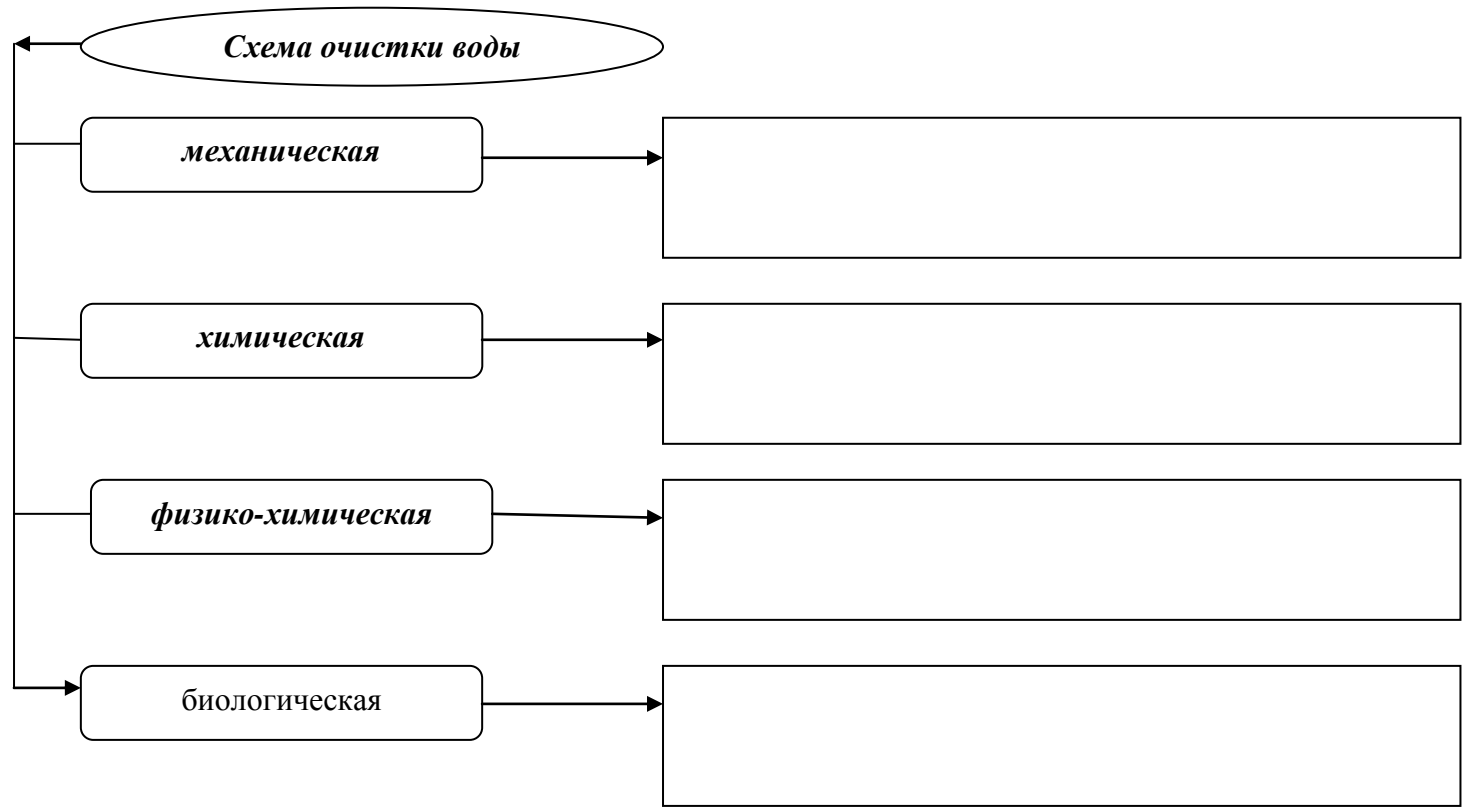 Схема очистки воды
механическая
химическая
физико-химическая
биологическая